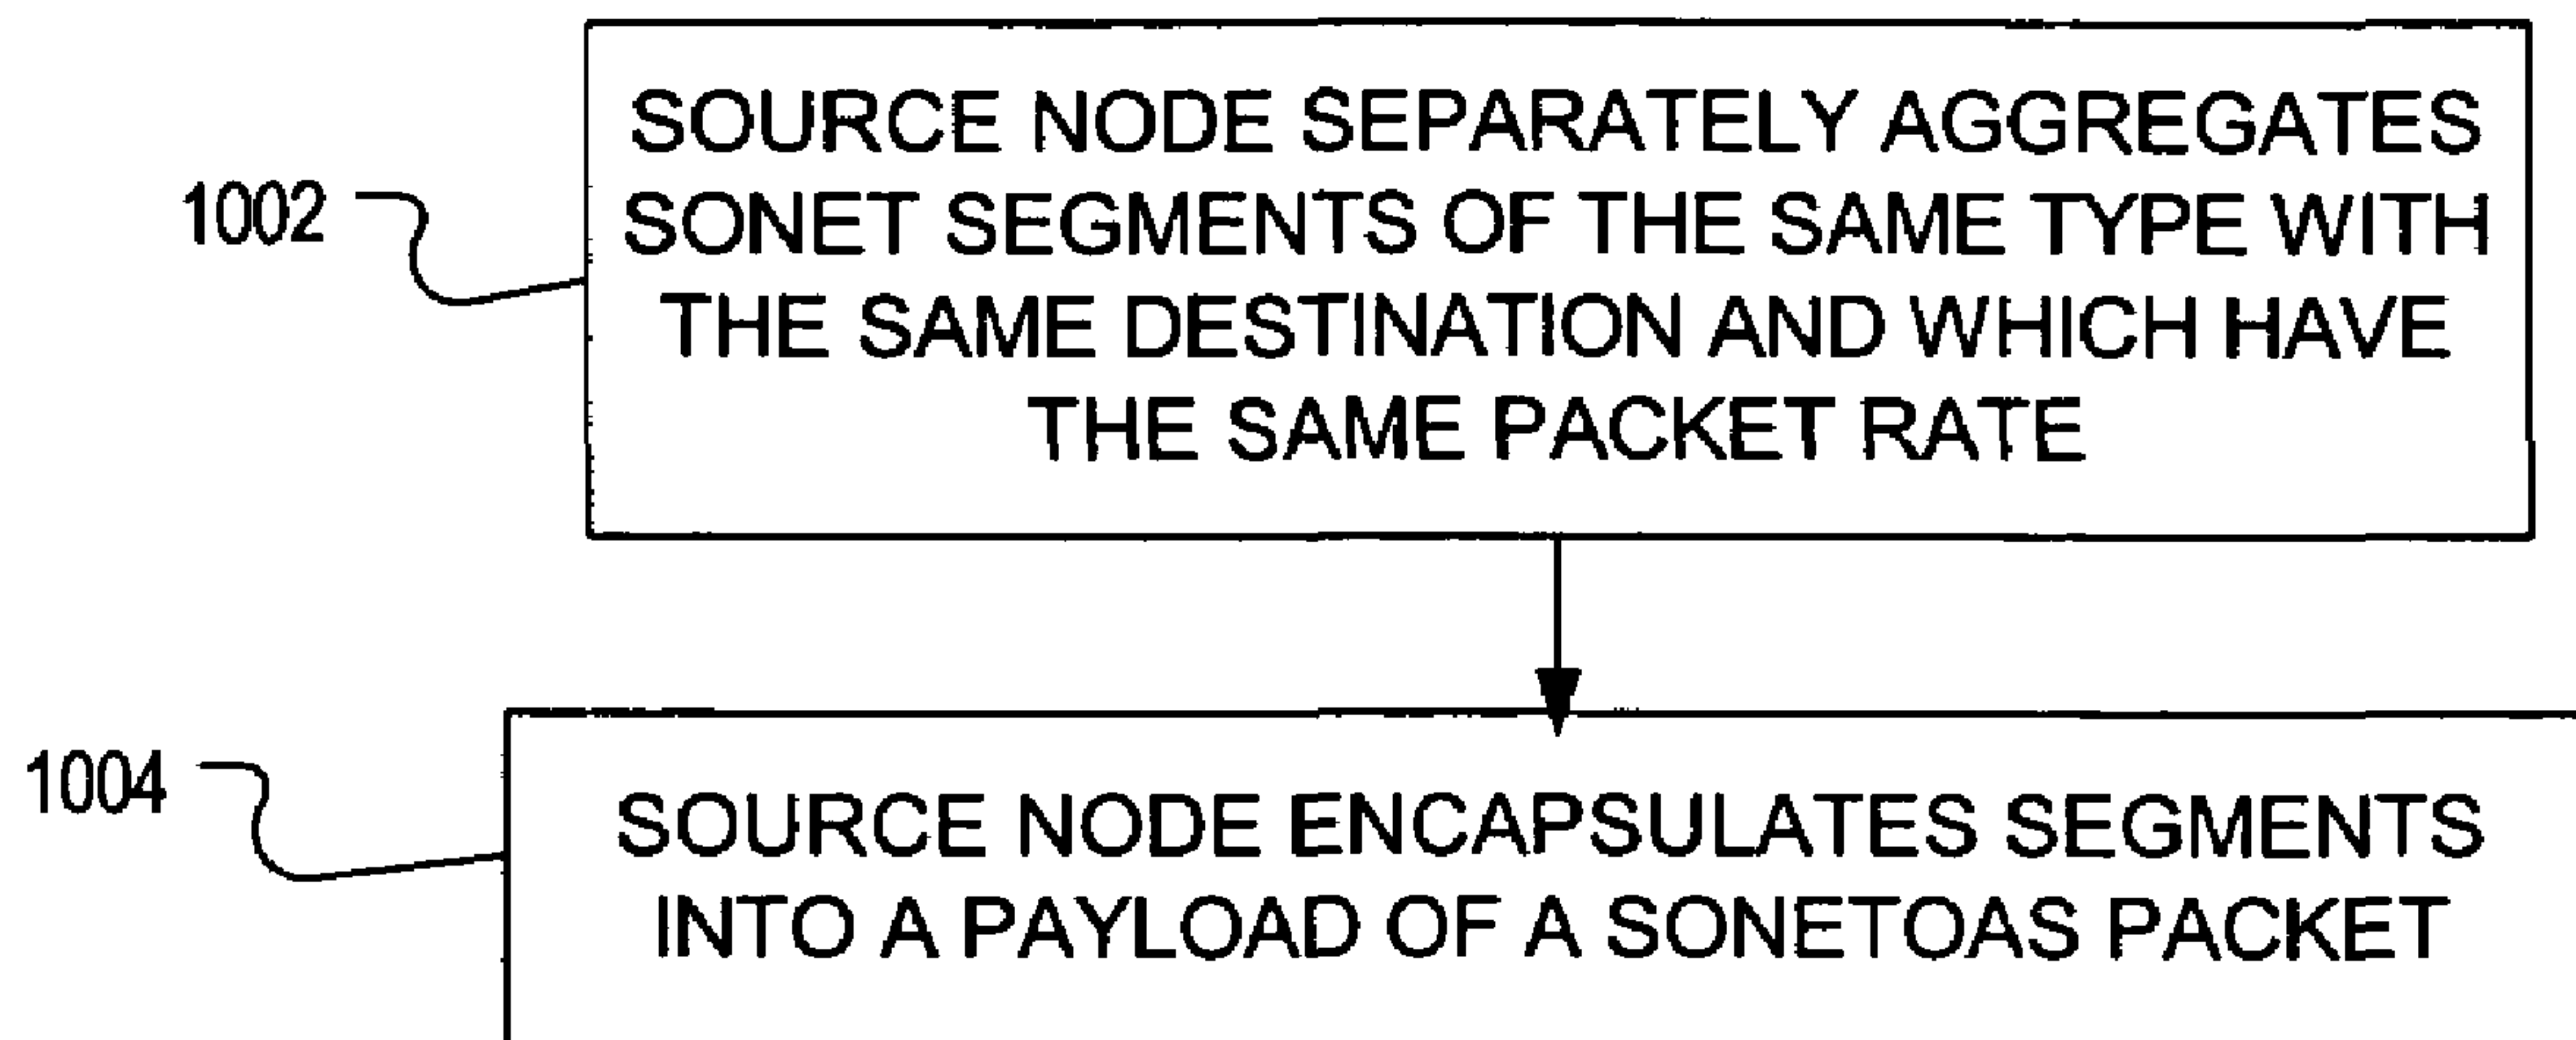 1002
SOURCE NODE SEPARATELY AGGREGATES
SONET SEGMENTS OF THE SAME TYPE WITH
THE SAME DESTINATION AND WHICH HAVE
THE SAME PACKET RATE
1004
SOURCE NODE ENCAPSULATES SEGMENTS
INTO A PAYLOAD OF A SONETOAS PACKET